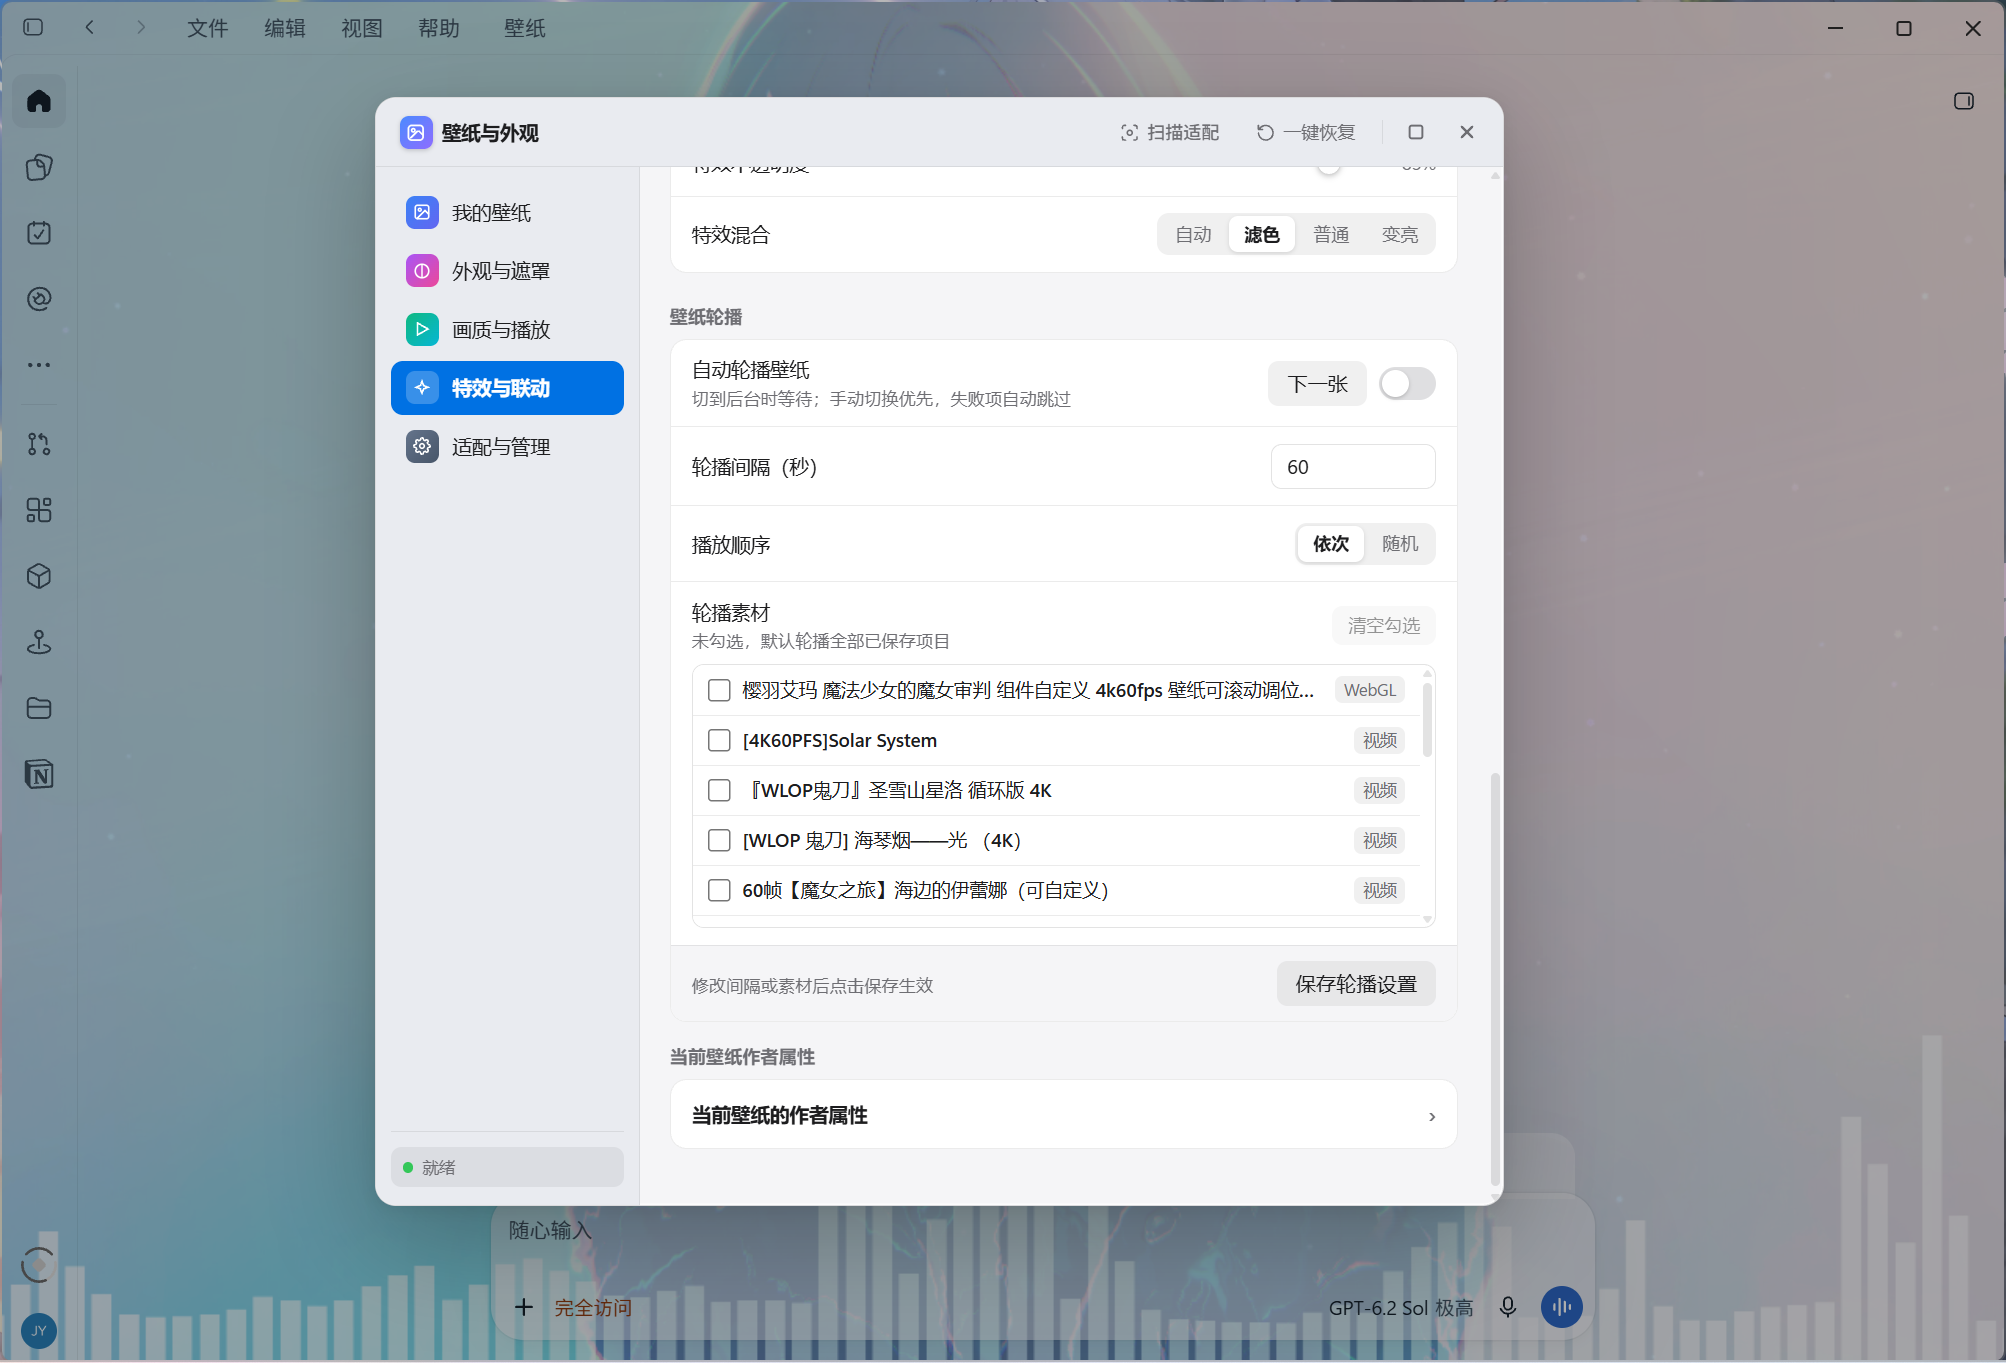 文件 编辑 视图 帮助 壁纸
壁纸与外观
扫描适配 一键恢复
我的壁纸
外观与遮罩
画质与播放
特效与联动
适配与管理
就绪
特效不透明度
特效混合
自动 滤色 普通 变亮
壁纸轮播
自动轮播壁纸
切到后台时等待；手动切换优先，失败项自动跳过
下一张
轮播间隔（秒）
60
播放顺序
依次 随机
轮播素材
未勾选，默认轮播全部已保存项目
清空勾选
樱羽艾玛 魔法少女的魔女审判 组件自定义 4k60fps 壁纸可滚动调位... WebGL
[4K60PFS]Solar System 视频
『WLOP鬼刀』圣雪山星洛 循环版 4K 视频
[WLOP 鬼刀] 海琴烟——光 （4K） 视频
60帧【魔女之旅】海边的伊蕾娜（可自定义） 视频
修改间隔或素材后点击保存生效
保存轮播设置
当前壁纸作者属性
当前壁纸的作者属性
随心输入
完全访问
GPT-6.2 Sol 极高
JY